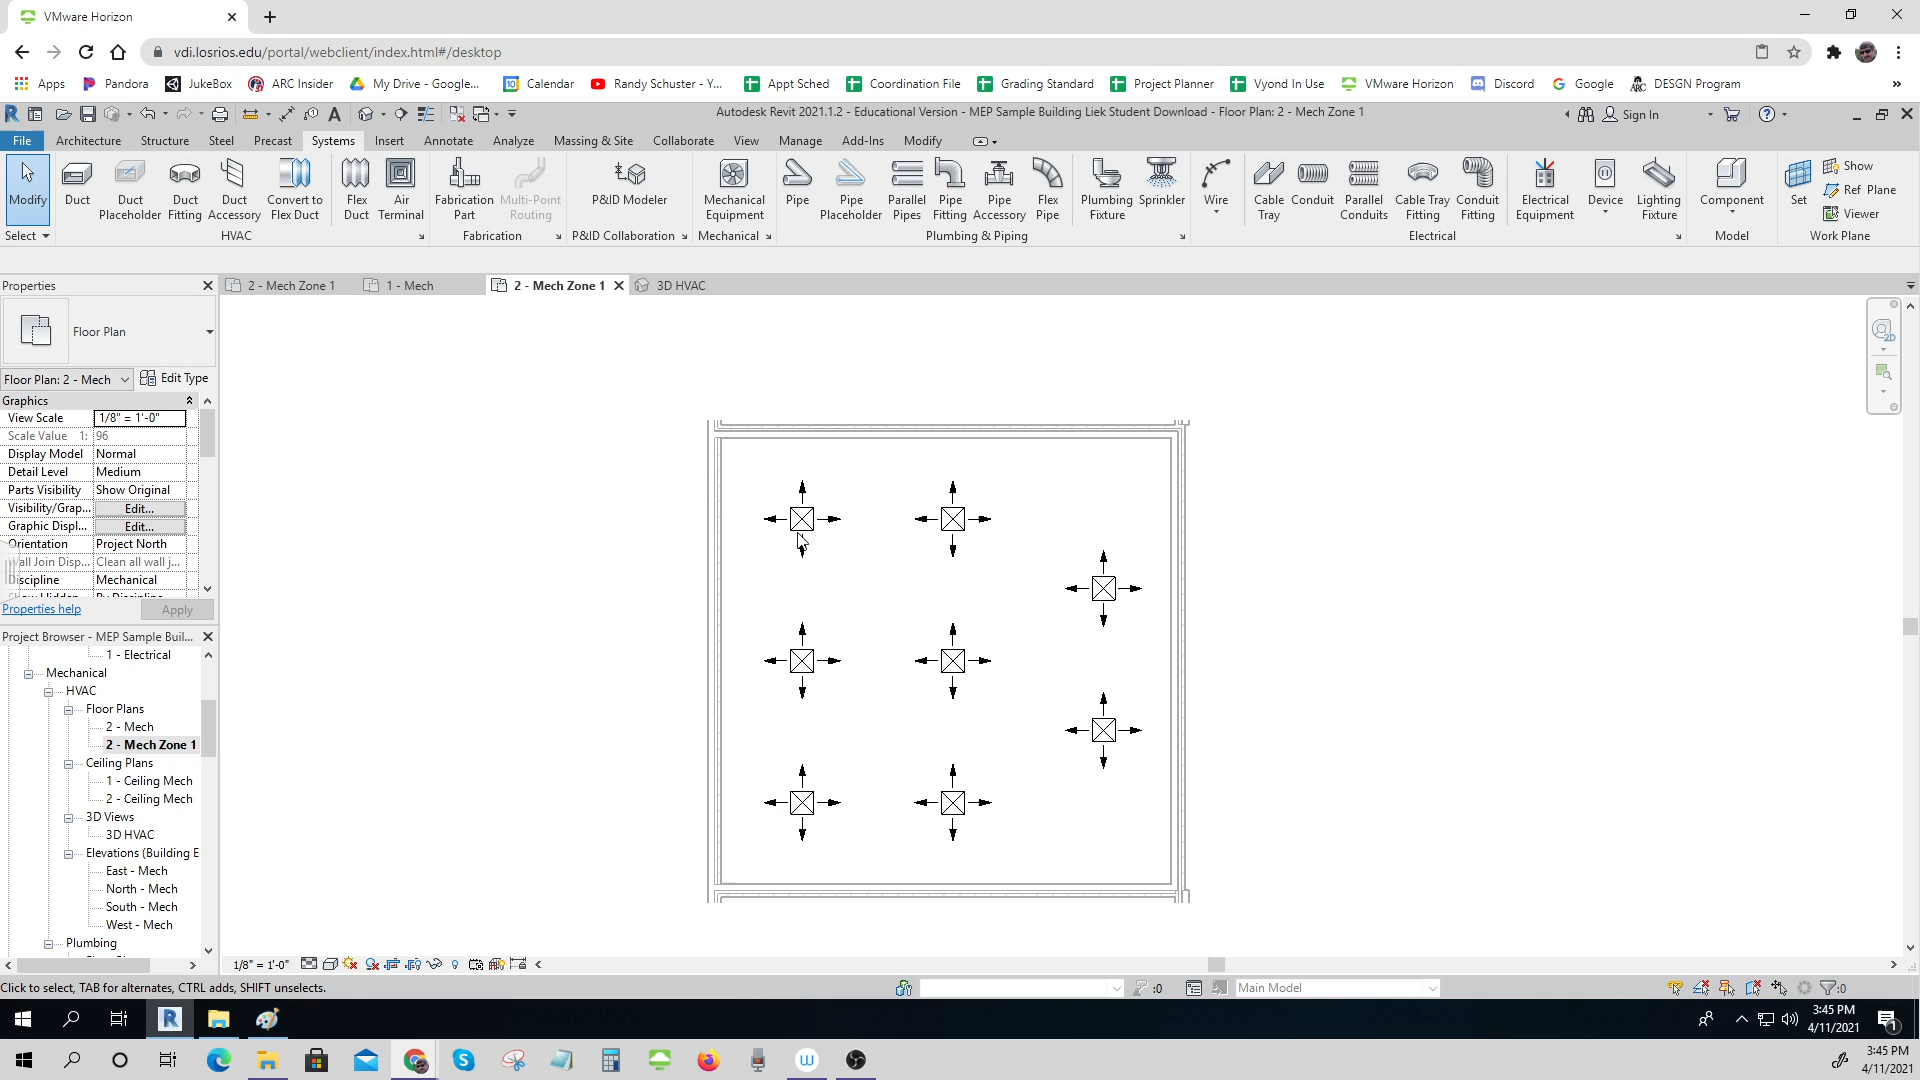 VMware Horizon
vdi.losrios.edu/portal/webclient/index.html#/desktop
Apps Pandora JukeBox ARC Insider My Drive - Google... Calendar Randy Schuster - Y... Appt Sched Coordination File Grading Standard Project Planner Vyond In Use VMware Horizon Discord Google DESGN Program »
Autodesk Revit 2021.1.2 - Educational Version - MEP Sample Building Liek Student Download - Floor Plan: 2 - Mech Zone 1
Sign In
File Architecture Structure Steel Precast Systems Insert Annotate Analyze Massing & Site Collaborate View Manage Add-Ins Modify
Modify
Duct
Duct Placeholder
Duct Fitting
Duct Accessory
Convert to Flex Duct
Flex Duct
Air Terminal
Fabrication Part
Multi-Point Routing
P&ID Modeler
Mechanical Equipment
Pipe
Pipe Placeholder
Parallel Pipes
Pipe Fitting
Pipe Accessory
Flex Pipe
Plumbing Fixture
Sprinkler
Wire
Cable Tray
Conduit
Parallel Conduits
Cable Tray Fitting
Conduit Fitting
Electrical Equipment
Device
Lighting Fixture
Component
Set
Show
Ref Plane
Viewer
Select HVAC Fabrication P&ID Collaboration Mechanical Plumbing & Piping Electrical Model Work Plane
Properties
2 - Mech Zone 1 1 - Mech 2 - Mech Zone 1 3D HVAC
Floor Plan
Floor Plan: 2 - Mech Edit Type
Graphics
View Scale 1/8" = 1'-0"
Scale Value 1: 96
Display Model Normal
Detail Level Medium
Parts Visibility Show Original
Visibility/Grap... Edit...
Graphic Displ... Edit...
Orientation Project North
Wall Join Disp... Clean all wall j...
Discipline Mechanical
Properties help Apply
Project Browser - MEP Sample Buil...
1 - Electrical
Mechanical
HVAC
Floor Plans
2 - Mech
2 - Mech Zone 1
Ceiling Plans
1 - Ceiling Mech
2 - Ceiling Mech
3D Views
3D HVAC
Elevations (Building E
East - Mech
North - Mech
South - Mech
West - Mech
Plumbing
2D
1/8" = 1'-0"
Click to select, TAB for alternates, CTRL adds, SHIFT unselects.
:0
Main Model
:0
3:45 PM
4/11/2021
3:45 PM
4/11/2021